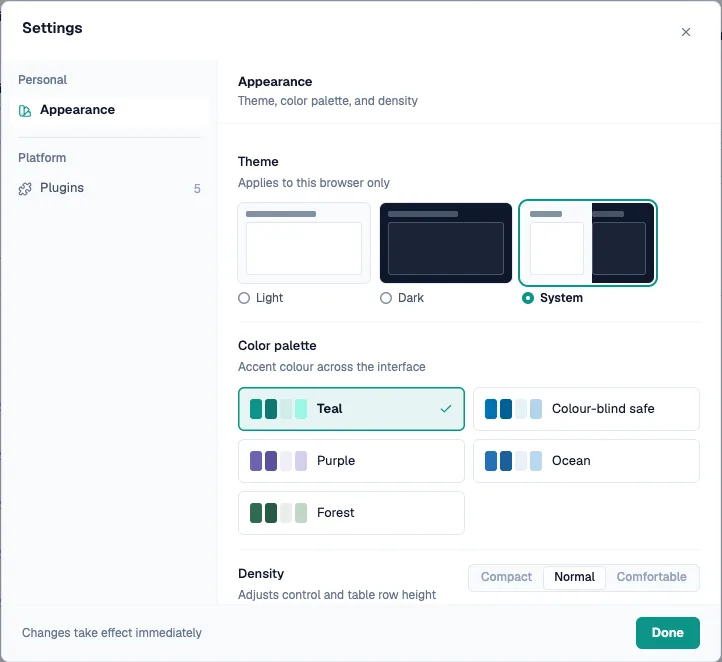 Settings
Personal
Appearance
Platform
Plugins 5
Appearance
Theme, color palette, and density
Theme
Applies to this browser only
Light
Dark
System
Color palette
Accent colour across the interface
Teal
Colour-blind safe
Purple
Ocean
Forest
Density
Adjusts control and table row height
Compact
Normal
Comfortable
Changes take effect immediately
Done